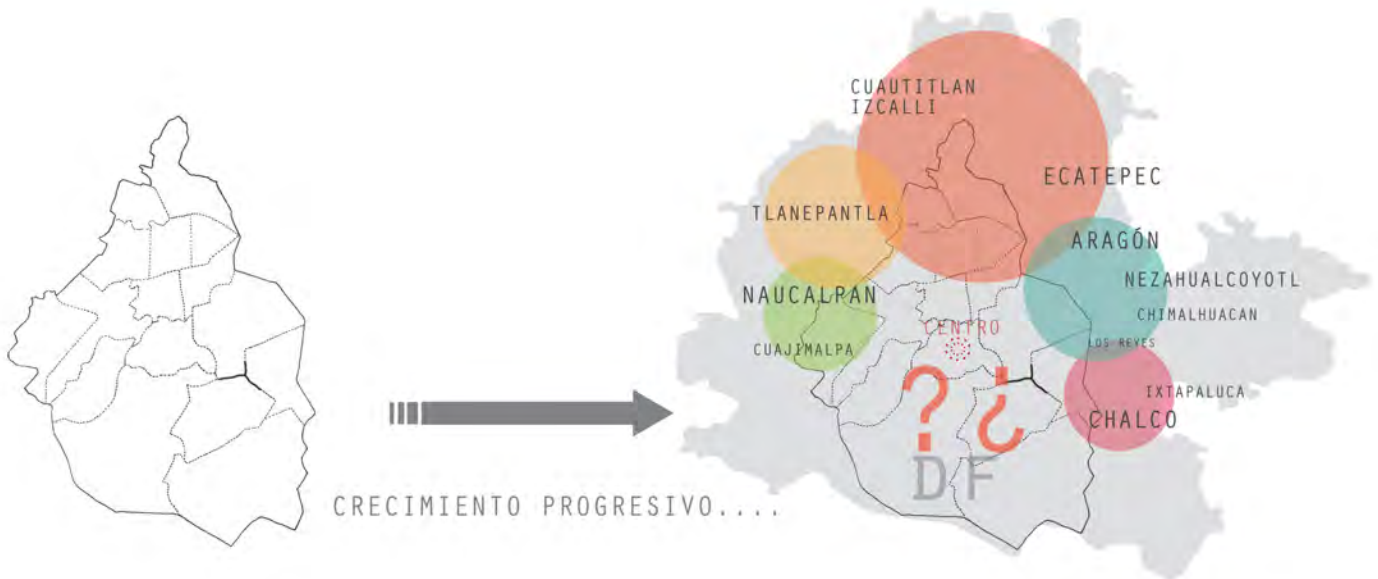 CUAUTITLAN
IZCALLI
ECATEPEC
TLANEPANTLA
ARAGÓN
NEZAHUALCOYOTL
NAUCALPAN
CHIMALHUACAN
CENTRO
CUAJIMALPA
LOS REYES
IXTAPALUCA
CHALCO
? ¿
DF
CRECIMIENTO PROGRESIVO....